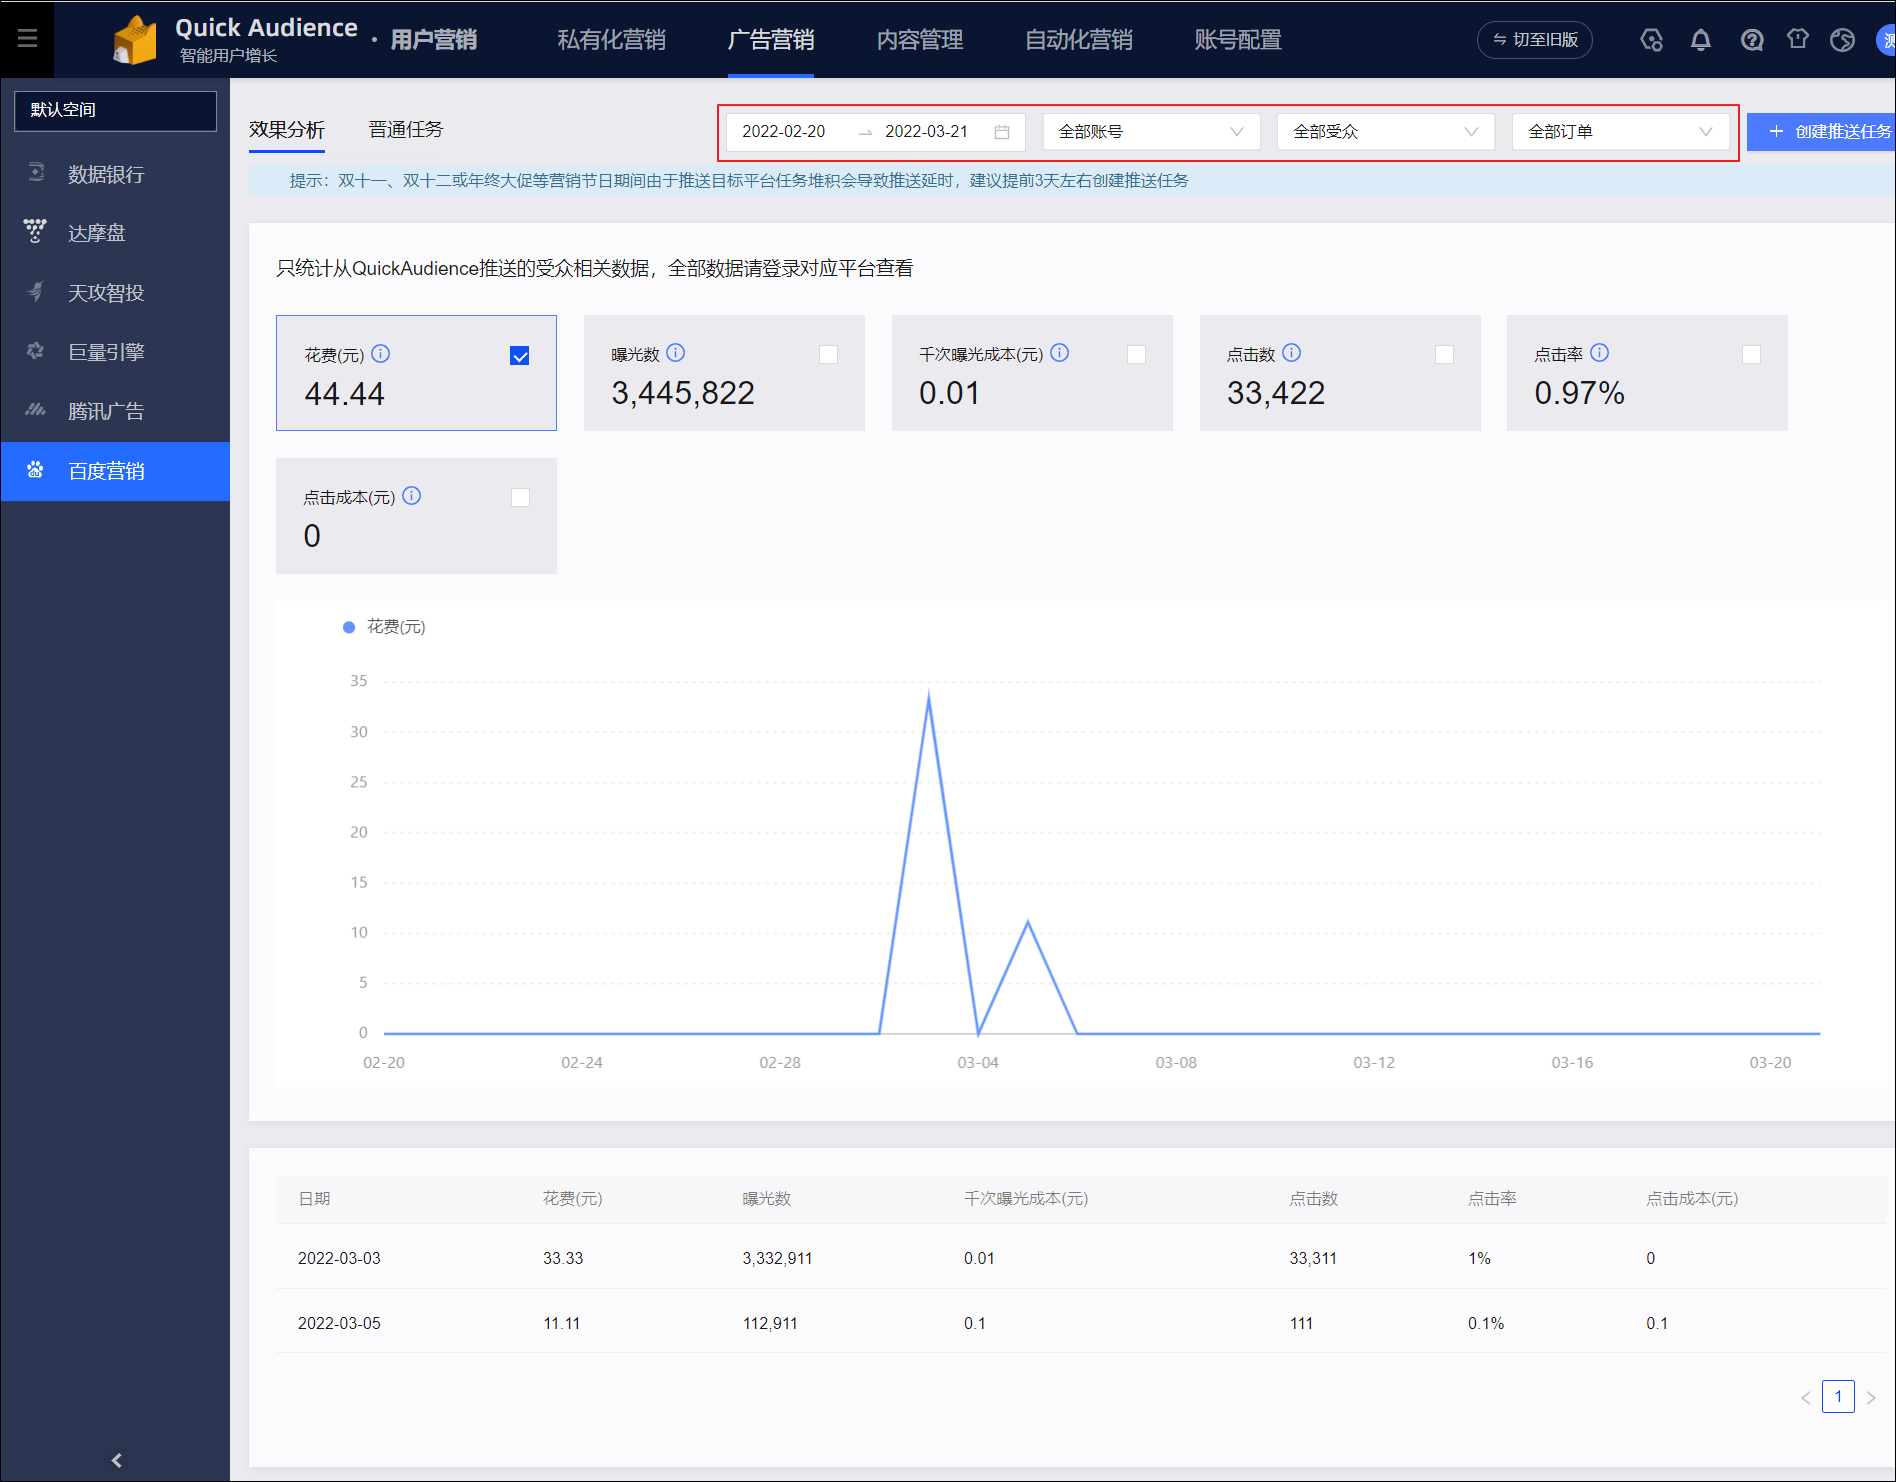 Quick Audience
智能用户增长
· 用户营销
私有化营销
广告营销
内容管理
自动化营销
账号配置
切至旧版
测
默认空间
数据银行
达摩盘
天攻智投
巨量引擎
腾讯广告
百度营销
效果分析
普通任务
2022-02-20
2022-03-21
全部账号
全部受众
全部订单
+ 创建推送任务
提示：双十一、双十二或年终大促等营销节日期间由于推送目标平台任务堆积会导致推送延时，建议提前3天左右创建推送任务
只统计从QuickAudience推送的受众相关数据，全部数据请登录对应平台查看
花费(元)
44.44
曝光数
3,445,822
千次曝光成本(元)
0.01
点击数
33,422
点击率
0.97%
点击成本(元)
0
花费(元)
35
30
25
20
15
10
5
0
02-20 02-24 02-28 03-04 03-08 03-12 03-16 03-20
日期 花费(元) 曝光数 千次曝光成本(元) 点击数 点击率 点击成本(元)
2022-03-03 33.33 3,332,911 0.01 33,311 1% 0
2022-03-05 11.11 112,911 0.1 111 0.1% 0.1
< 1 >